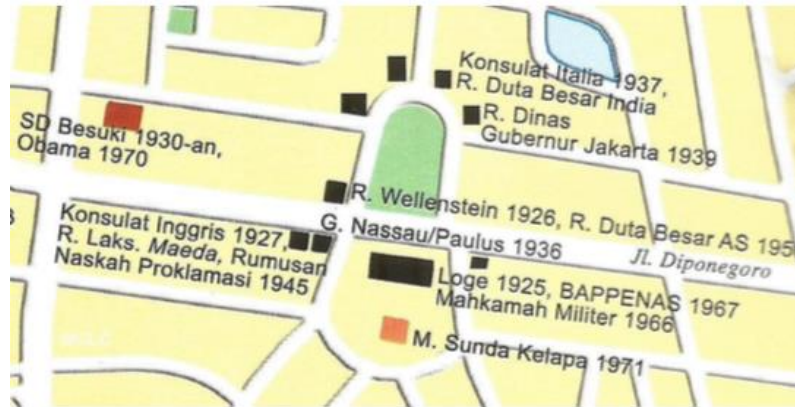 Konsulat Italia 1937,
R. Duta Besar India
R. Dinas
Gubernur Jakarta 1939
SD Besuki 1930-an,
Obama 1970
R. Wellenstein 1926, R. Duta Besar AS 195
Konsulat Inggris 1927,
R. Laks. Maeda, Rumusan
Naskah Proklamasi 1945
G. Nassau/Paulus 1936
Jl. Diponegoro
Loge 1925, BAPPENAS 1967
Mahkamah Militer 1966
M. Sunda Kelapa 1971